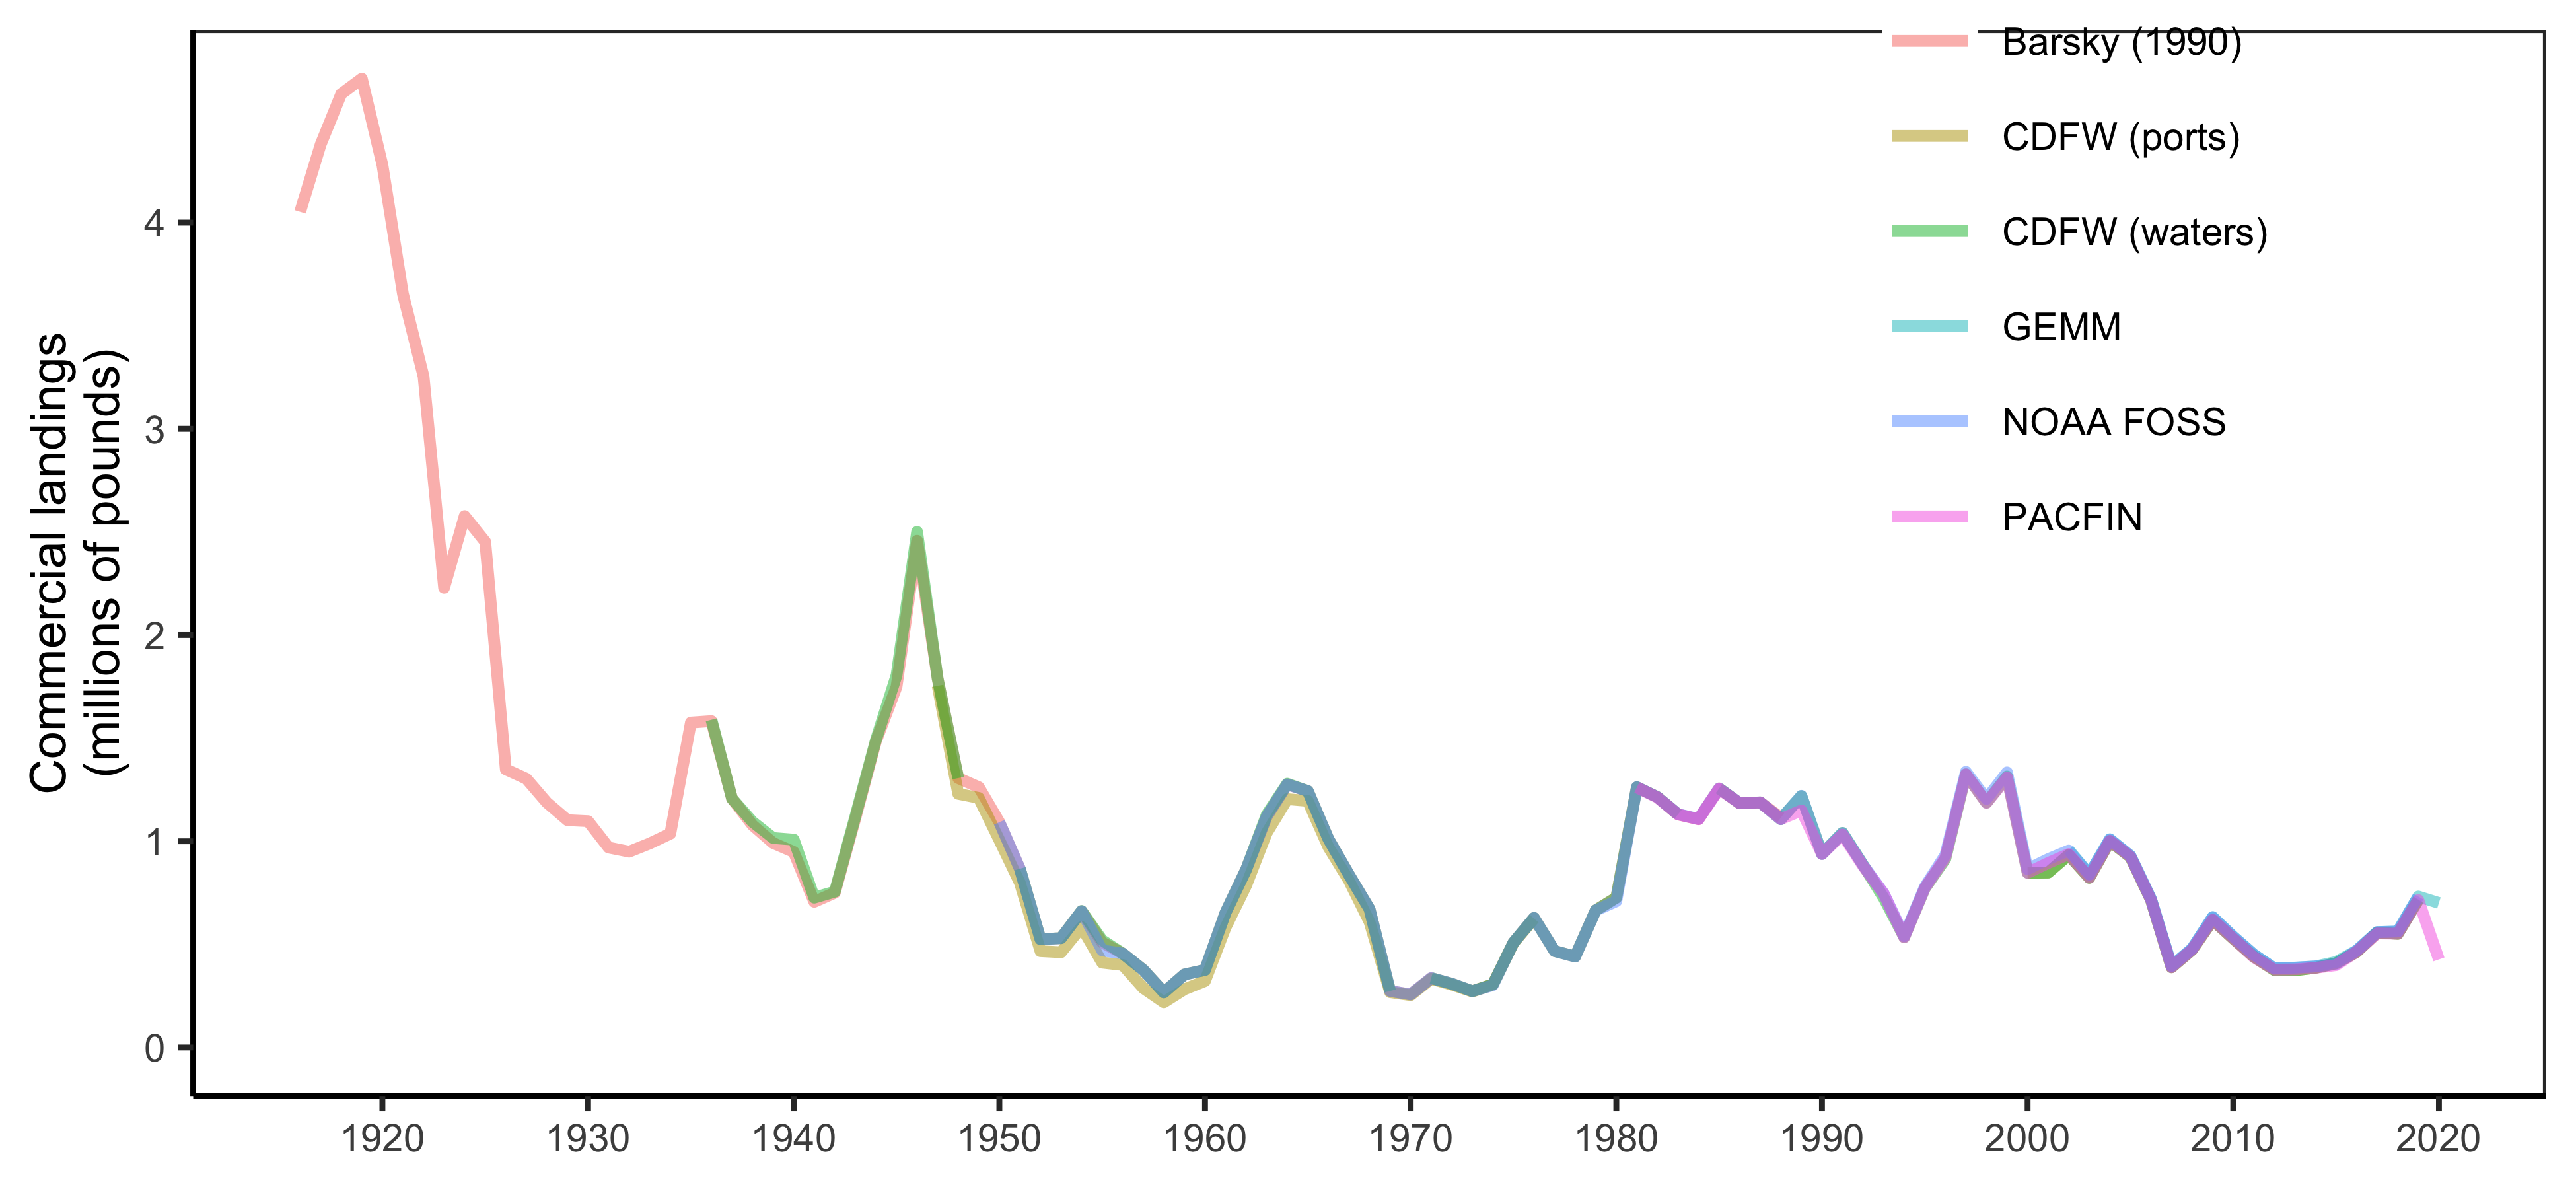 Commercial landings
(millions of pounds)
4
3
2
1
0
1920
1930
1940
1950
1960
1970
1980
1990
2000
2010
2020
Barsky (1990)
CDFW (ports)
CDFW (waters)
GEMM
NOAA FOSS
PACFIN